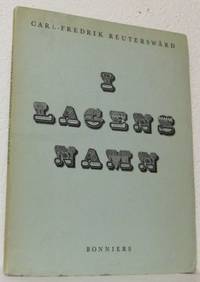 CARL-FREDRIK REUTERSWÄRD
I
LAGENS
NAMN
BONNIERS